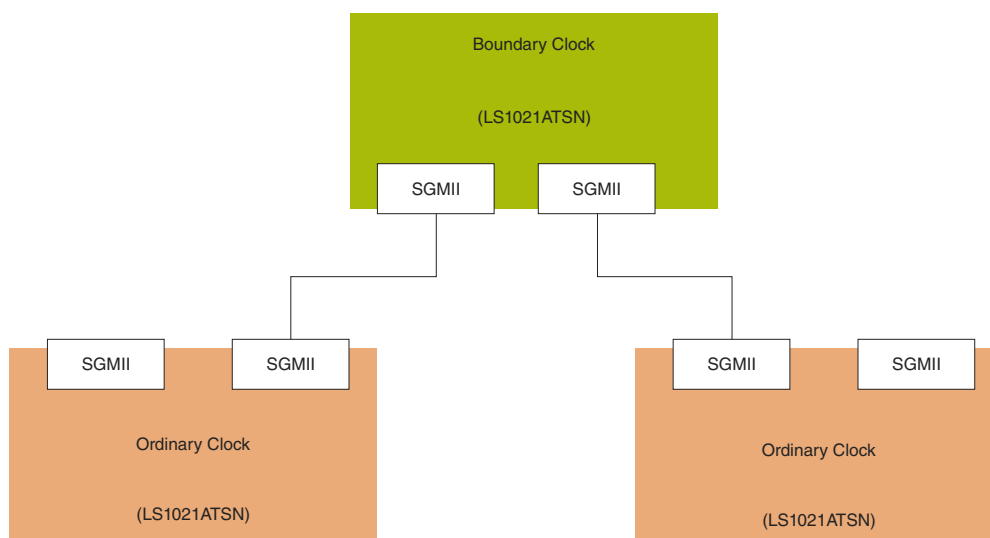 Boundary Clock
(LS1021ATSN)
SGMII
SGMII
SGMII
SGMII
Ordinary Clock
(LS1021ATSN)
SGMII
SGMII
Ordinary Clock
(LS1021ATSN)